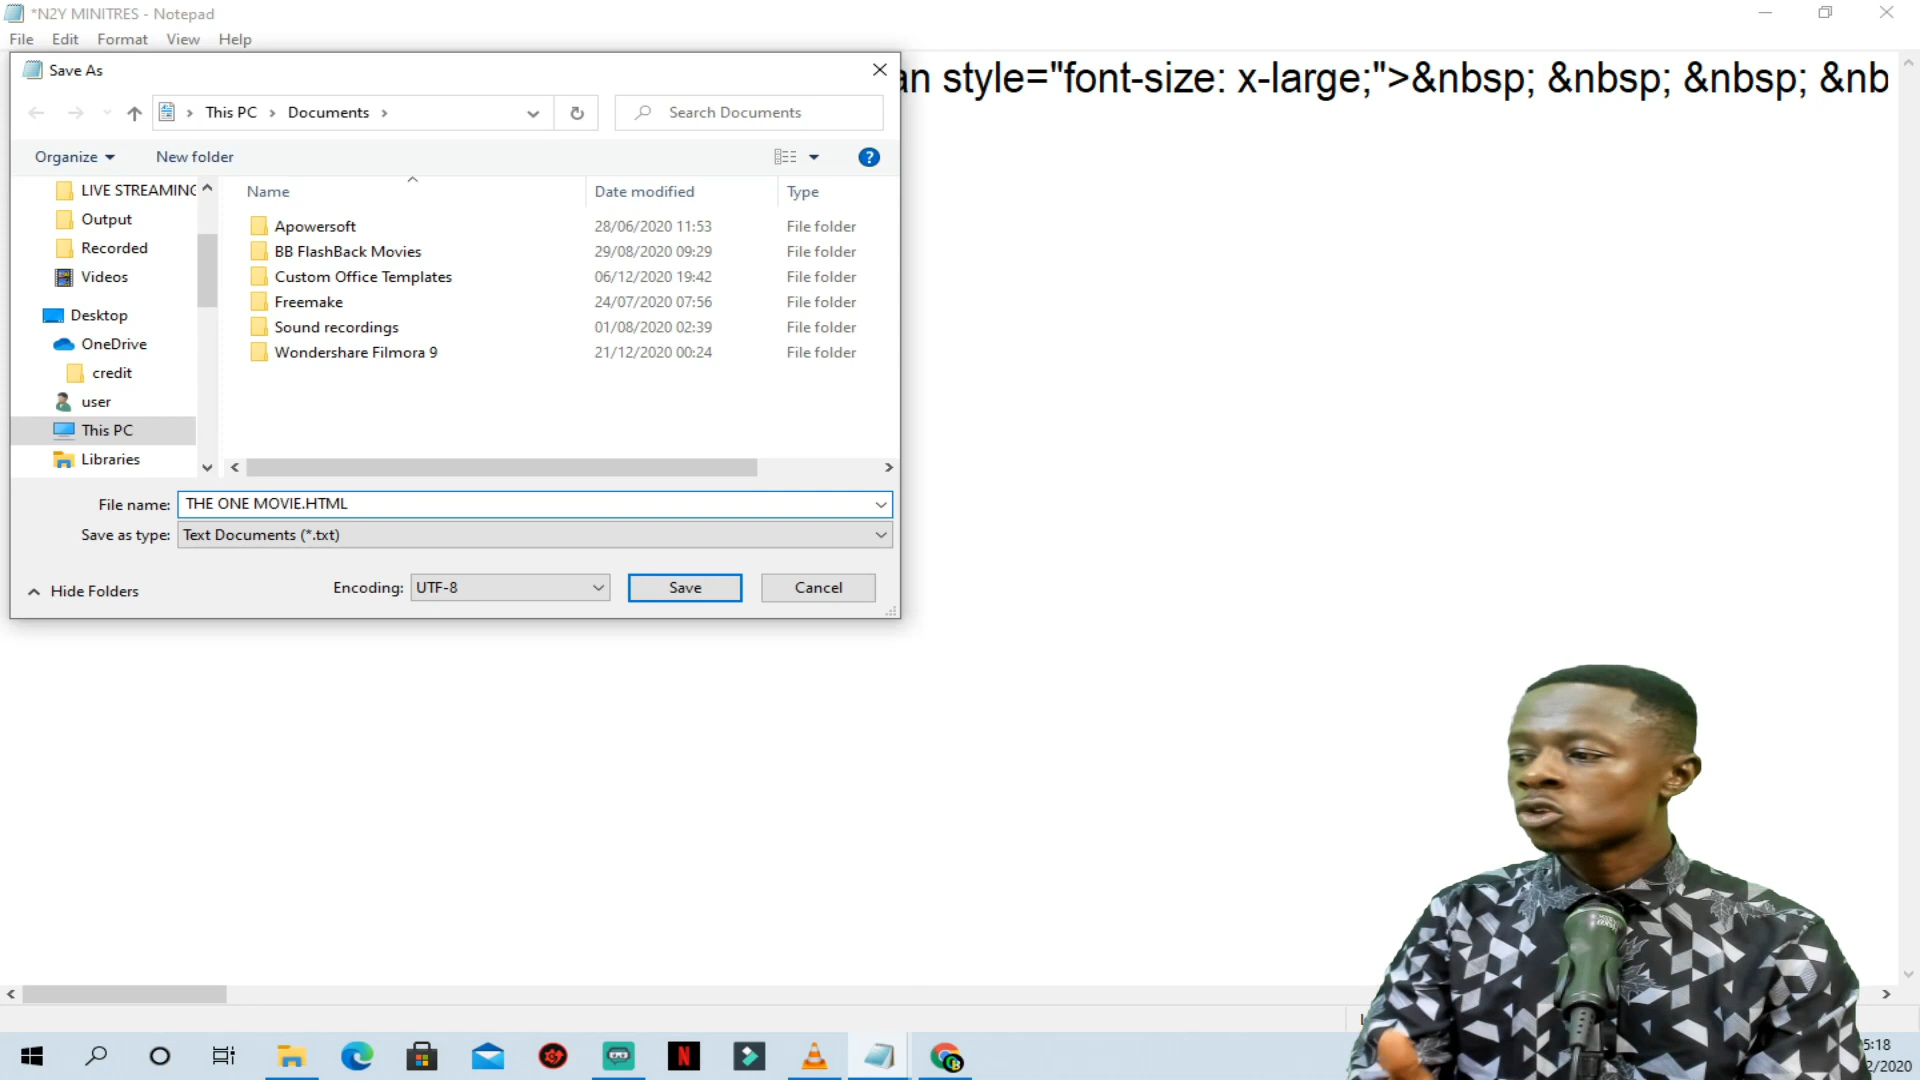 *N2Y MINITRES - Notepad
File Edit Format View Help
Save As
an style="font-size: x-large;">&nbsp; &nbsp; &nbsp; &nb
This PC > Documents >
Search Documents
Organize New folder
LIVE STREAMING
Output
Recorded
Videos
Desktop
OneDrive
credit
user
This PC
Libraries
Name Date modified Type
Apowersoft 28/06/2020 11:53 File folder
BB FlashBack Movies 29/08/2020 09:29 File folder
Custom Office Templates 06/12/2020 19:42 File folder
Freemake 24/07/2020 07:56 File folder
Sound recordings 01/08/2020 02:39 File folder
Wondershare Filmora 9 21/12/2020 00:24 File folder
File name: THE ONE MOVIE.HTML
Save as type: Text Documents (*.txt)
Hide Folders
Encoding: UTF-8
Save Cancel
5:18
2/2020